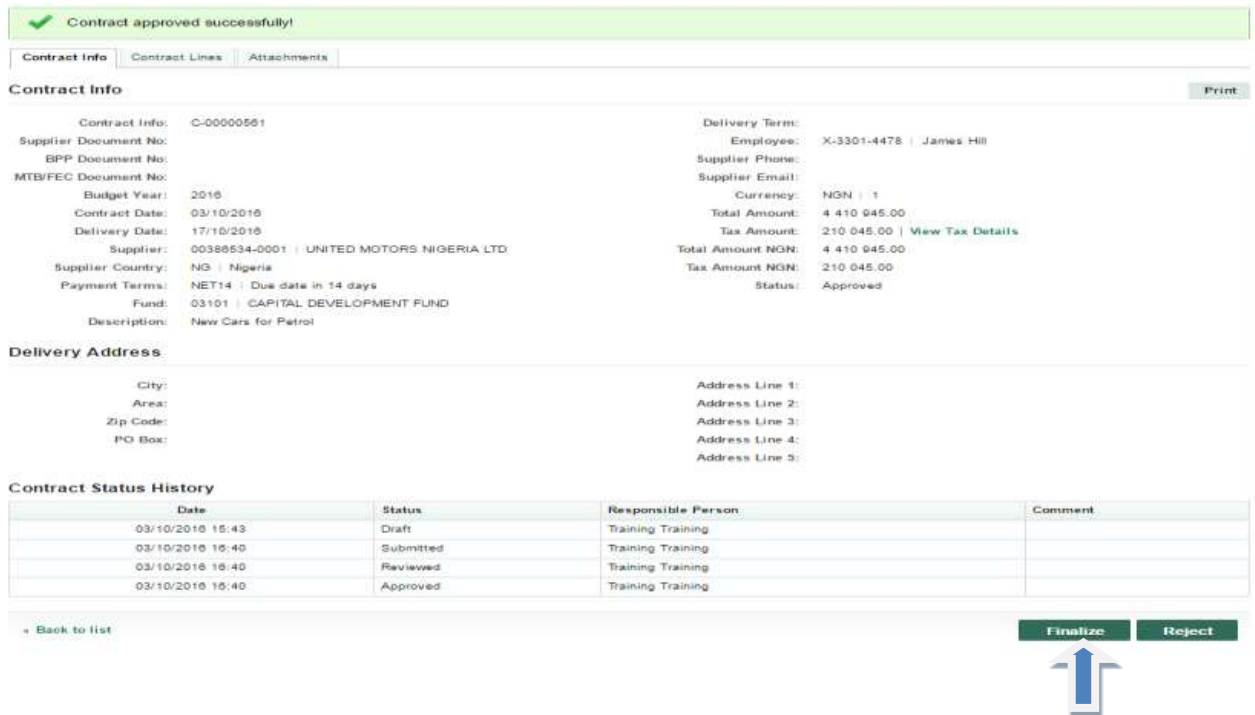 Contract approved successfully!
Contract Info Contract Lines Attachments
Contract Info
Print
Contract Info: C-00000561
Supplier Document No:
BPP Document No:
MTB/FEC Document No:
Budget Year: 2016
Contract Date: 03/10/2016
Delivery Date: 17/10/2016
Supplier: 00386534-0001 | UNITED MOTORS NIGERIA LTD
Supplier Country: NG | Nigeria
Payment Terms: NET14 | Due date in 14 days
Fund: 03101 | CAPITAL DEVELOPMENT FUND
Description: New Cars for Petrol
Delivery Term:
Employee: X-3301-4478 | James Hill
Supplier Phone:
Supplier Email:
Currency: NGN | 1
Total Amount: 4 410 945.00
Tax Amount: 210 045.00 | View Tax Details
Total Amount NGN: 4 410 945.00
Tax Amount NGN: 210 045.00
Status: Approved
Delivery Address
City:
Area:
Zip Code:
PO Box:
Address Line 1:
Address Line 2:
Address Line 3:
Address Line 4:
Address Line 5:
Contract Status History
Date Status Responsible Person Comment
03/10/2016 15:43 Draft Training Training
03/10/2016 16:40 Submitted Training Training
03/10/2016 16:40 Reviewed Training Training
03/10/2016 16:40 Approved Training Training
« Back to list
Finalize Reject